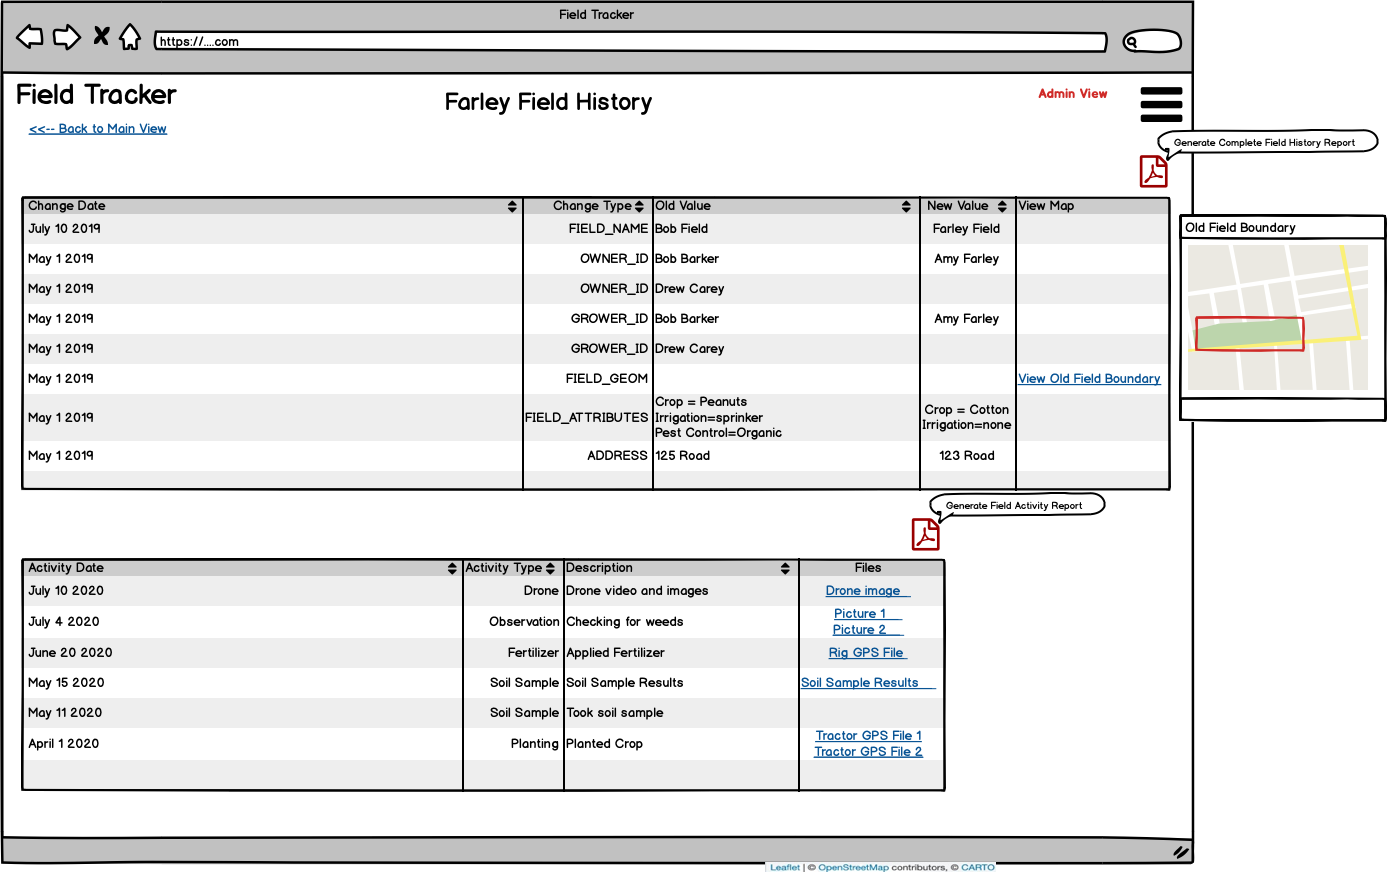 Field Tracker
https://....com
Field Tracker
Farley Field History
Admin View
<<-- Back to Main View
Generate Complete Field History Report
Change Date Change Type Old Value New Value View Map
July 10 2019 FIELD_NAME Bob Field Farley Field
May 1 2019 OWNER_ID Bob Barker Amy Farley
May 1 2019 OWNER_ID Drew Carey
May 1 2019 GROWER_ID Bob Barker Amy Farley
May 1 2019 GROWER_ID Drew Carey
May 1 2019 FIELD_GEOM View Old Field Boundary
May 1 2019 FIELD_ATTRIBUTES
Crop = Peanuts
Irrigation=sprinker
Pest Control=Organic
Crop = Cotton
Irrigation=none
May 1 2019 ADDRESS 125 Road 123 Road
Old Field Boundary
Generate Field Activity Report
Activity Date Activity Type Description Files
July 10 2020 Drone Drone video and images Drone image
July 4 2020 Observation Checking for weeds
Picture 1
Picture 2
June 20 2020 Fertilizer Applied Fertilizer Rig GPS File
May 15 2020 Soil Sample Soil Sample Results Soil Sample Results
May 11 2020 Soil Sample Took soil sample
April 1 2020 Planting Planted Crop
Tractor GPS File 1
Tractor GPS File 2
Leaflet | © OpenStreetMap contributors, © CARTO